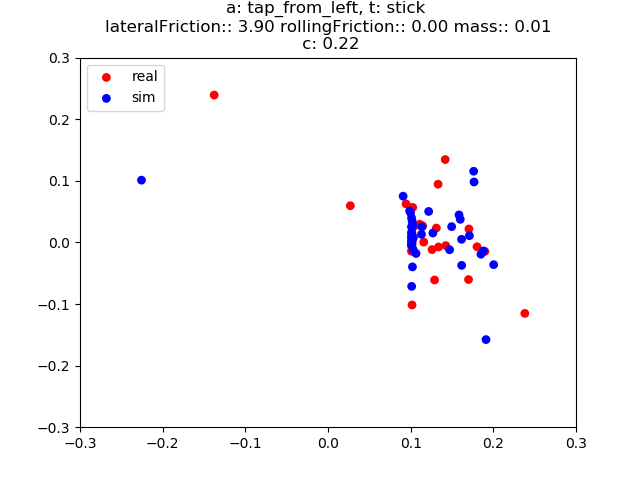 a: tap_from_left, t: stick
lateralFriction:: 3.90 rollingFriction:: 0.00 mass:: 0.01
c: 0.22
real
sim
0.3
0.2
0.1
0.0
−0.1
−0.2
−0.3
−0.3
−0.2
−0.1
0.0
0.1
0.2
0.3